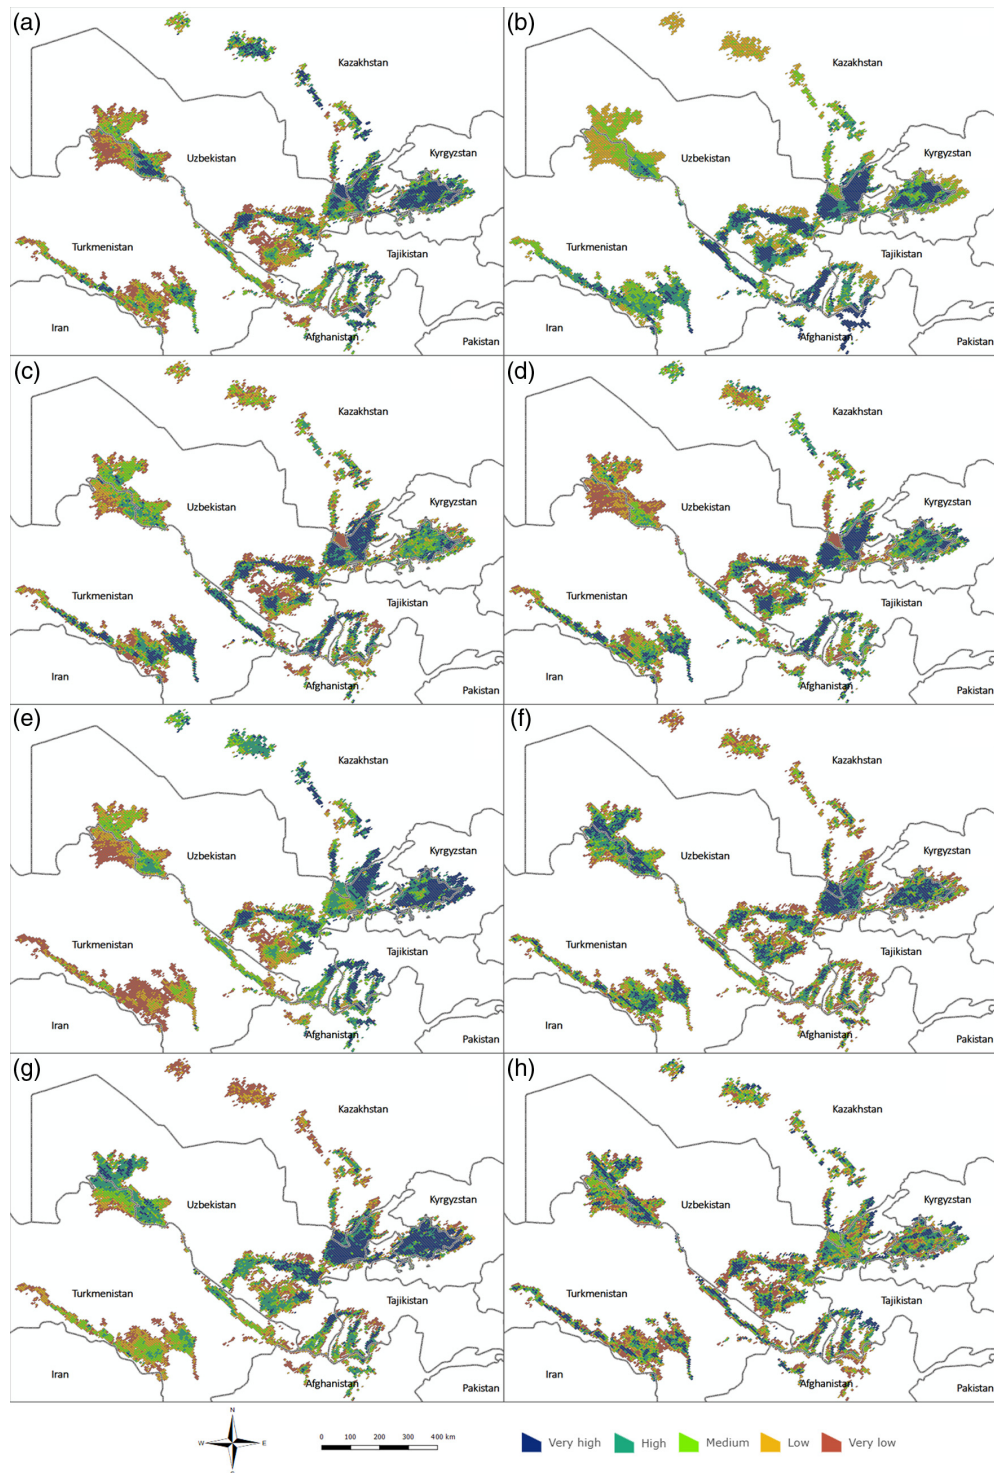 (a)
Kazakhstan
Kyrgyzstan
Uzbekistan
Turkmenistan
Tajikistan
Iran
Afghanistan
Pakistan
(b)
Kazakhstan
Kyrgyzstan
Uzbekistan
Turkmenistan
Tajikistan
Iran
Afghanistan
Pakistan
(c)
Kazakhstan
Kyrgyzstan
Uzbekistan
Turkmenistan
Tajikistan
Iran
Afghanistan
Pakistan
(d)
Kazakhstan
Kyrgyzstan
Uzbekistan
Turkmenistan
Tajikistan
Iran
Afghanistan
Pakistan
(e)
Kazakhstan
Kyrgyzstan
Uzbekistan
Turkmenistan
Tajikistan
Iran
Afghanistan
Pakistan
(f)
Kazakhstan
Kyrgyzstan
Uzbekistan
Turkmenistan
Tajikistan
Iran
Afghanistan
Pakistan
(g)
Kazakhstan
Kyrgyzstan
Uzbekistan
Turkmenistan
Tajikistan
Iran
Afghanistan
Pakistan
(h)
Kazakhstan
Kyrgyzstan
Uzbekistan
Turkmenistan
Tajikistan
Iran
Afghanistan
Pakistan
N
W E
S
0 100 200 300 400 km
Very high High Medium Low Very low